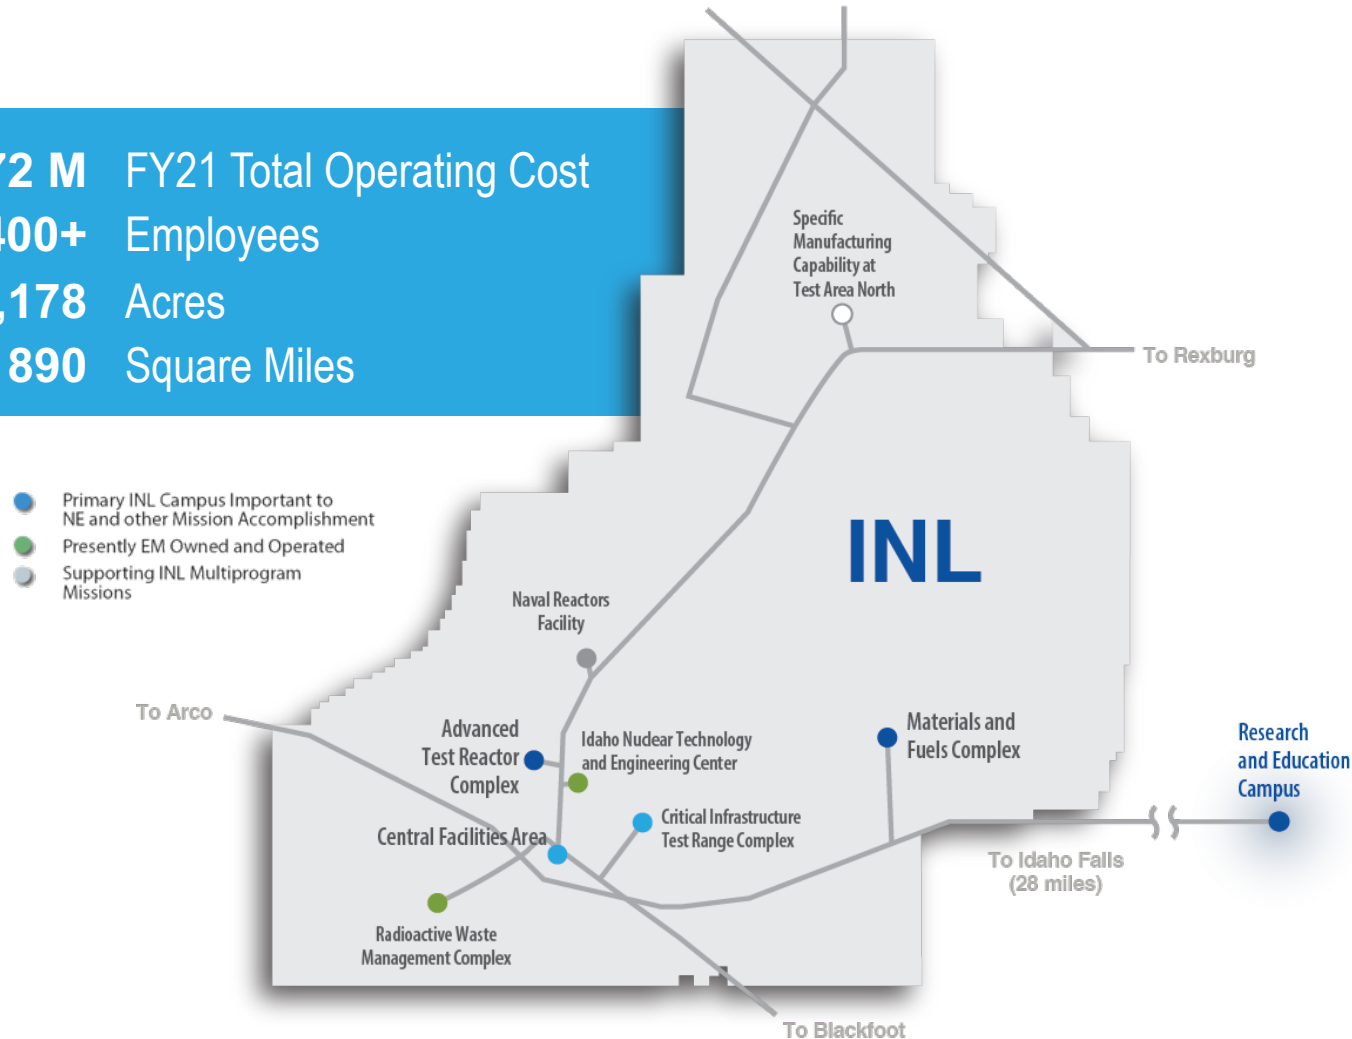 72 M FY21 Total Operating Cost
400+ Employees
,178 Acres
890 Square Miles
Specific
Manufacturing
Capability at
Test Area North
To Rexburg
Primary INL Campus Important to
NE and other Mission Accomplishment
Presently EM Owned and Operated
Supporting INL Multiprogram
Missions
INL
Naval Reactors
Facility
To Arco
Advanced
Test Reactor
Complex
Idaho Nuclear Technology
and Engineering Center
Materials and
Fuels Complex
Research
and Education
Campus
Central Facilities Area
Critical Infrastructure
Test Range Complex
To Idaho Falls
(28 miles)
Radioactive Waste
Management Complex
To Blackfoot